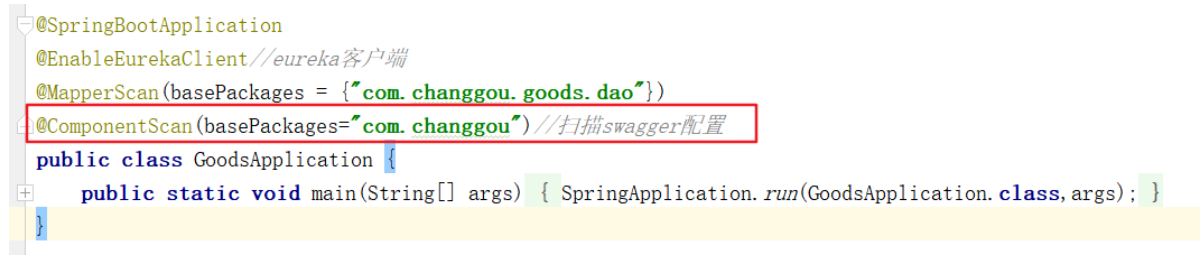 @SpringBootApplication
@EnableEurekaClient//eureka客户端
@MapperScan(basePackages = {"com.changgou.goods.dao"})
@ComponentScan(basePackages="com.changgou")//扫描swagger配置
public class GoodsApplication {
    public static void main(String[] args) { SpringApplication.run(GoodsApplication.class,args); }
}